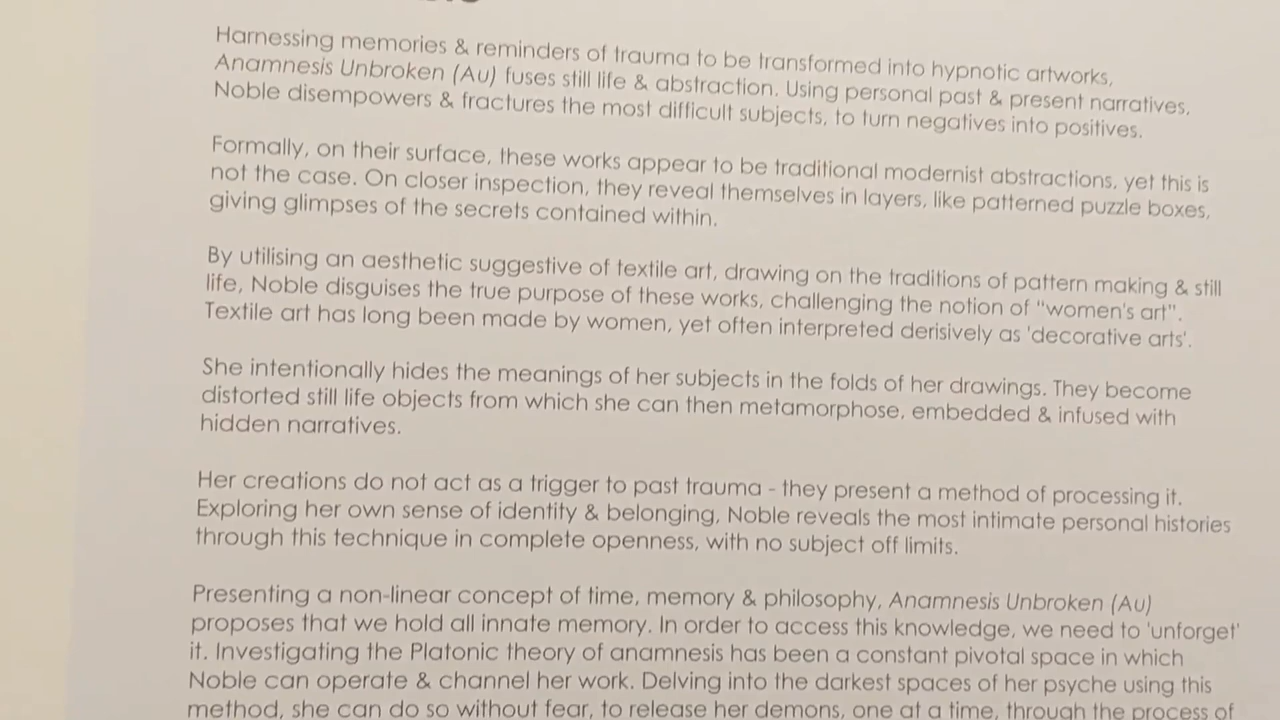 Harnessing memories & reminders of trauma to be transformed into hypnotic artworks,
Anamnesis Unbroken (Au) fuses still life & abstraction. Using personal past & present narratives,
Noble disempowers & fractures the most difficult subjects, to turn negatives into positives.
Formally, on their surface, these works appear to be traditional modernist abstractions, yet this is
not the case. On closer inspection, they reveal themselves in layers, like patterned puzzle boxes,
giving glimpses of the secrets contained within.
By utilising an aesthetic suggestive of textile art, drawing on the traditions of pattern making & still
life, Noble disguises the true purpose of these works, challenging the notion of "women's art".
Textile art has long been made by women, yet often interpreted derisively as 'decorative arts'.
She intentionally hides the meanings of her subjects in the folds of her drawings. They become
distorted still life objects from which she can then metamorphose, embedded & infused with
hidden narratives.
Her creations do not act as a trigger to past trauma - they present a method of processing it.
Exploring her own sense of identity & belonging, Noble reveals the most intimate personal histories
through this technique in complete openness, with no subject off limits.
Presenting a non-linear concept of time, memory & philosophy, Anamnesis Unbroken (Au)
proposes that we hold all innate memory. In order to access this knowledge, we need to 'unforget'
it. Investigating the Platonic theory of anamnesis has been a constant pivotal space in which
Noble can operate & channel her work. Delving into the darkest spaces of her psyche using this
method, she can do so without fear, to release her demons, one at a time, through the process of